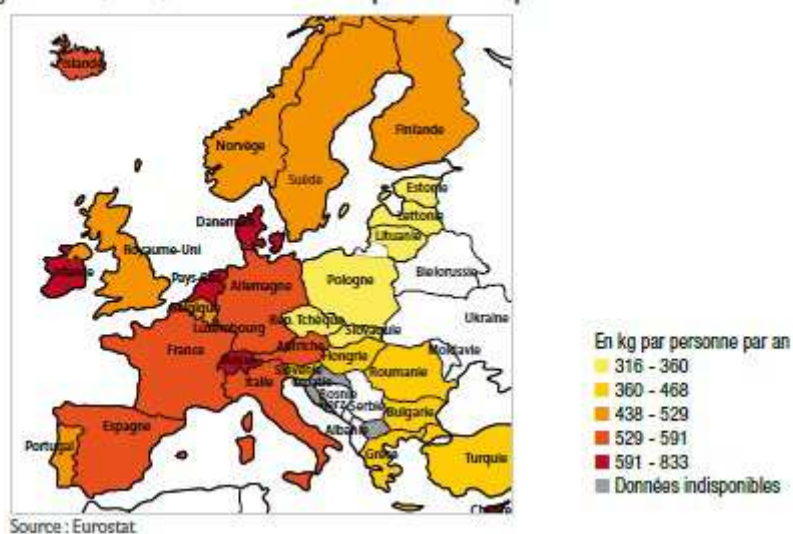 Islande
Norvège
Finlande
Suède
Estonie
Lettonie
Lituanie
Danemark
Royaume-Uni
Pays-Bas
Allemagne
Pologne
Bielorussie
Belgique
Luxembourg
Rép. Tchèque
Slovaquie
Ukraine
France
Autriche
Hongrie
Moldavie
Slovénie
Roumanie
Italie
Croatie
Bosnie
Serbie
Bulgarie
Espagne
Portugal
Albanie
Grèce
Turquie
En kg par personne par an
316 - 360
360 - 468
438 - 529
529 - 591
591 - 833
Données indisponibles
Source : Eurostat